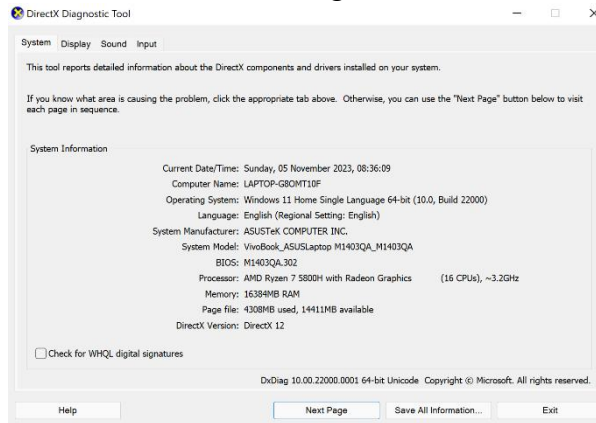 DirectX Diagnostic Tool
System Display Sound Input
This tool reports detailed information about the DirectX components and drivers installed on your system.
If you know what area is causing the problem, click the appropriate tab above. Otherwise, you can use the "Next Page" button below to visit
each page in sequence.
System Information
Current Date/Time: Sunday, 05 November 2023, 08:36:09
Computer Name: LAPTOP-G8OMT10F
Operating System: Windows 11 Home Single Language 64-bit (10.0, Build 22000)
Language: English (Regional Setting: English)
System Manufacturer: ASUSTeK COMPUTER INC.
System Model: VivoBook_ASUSLaptop M1403QA_M1403QA
BIOS: M1403QA.302
Processor: AMD Ryzen 7 5800H with Radeon Graphics (16 CPUs), ~3.2GHz
Memory: 16384MB RAM
Page file: 4308MB used, 14411MB available
DirectX Version: DirectX 12
Check for WHQL digital signatures
DxDiag 10.00.22000.0001 64-bit Unicode Copyright © Microsoft. All rights reserved.
Help Next Page Save All Information... Exit